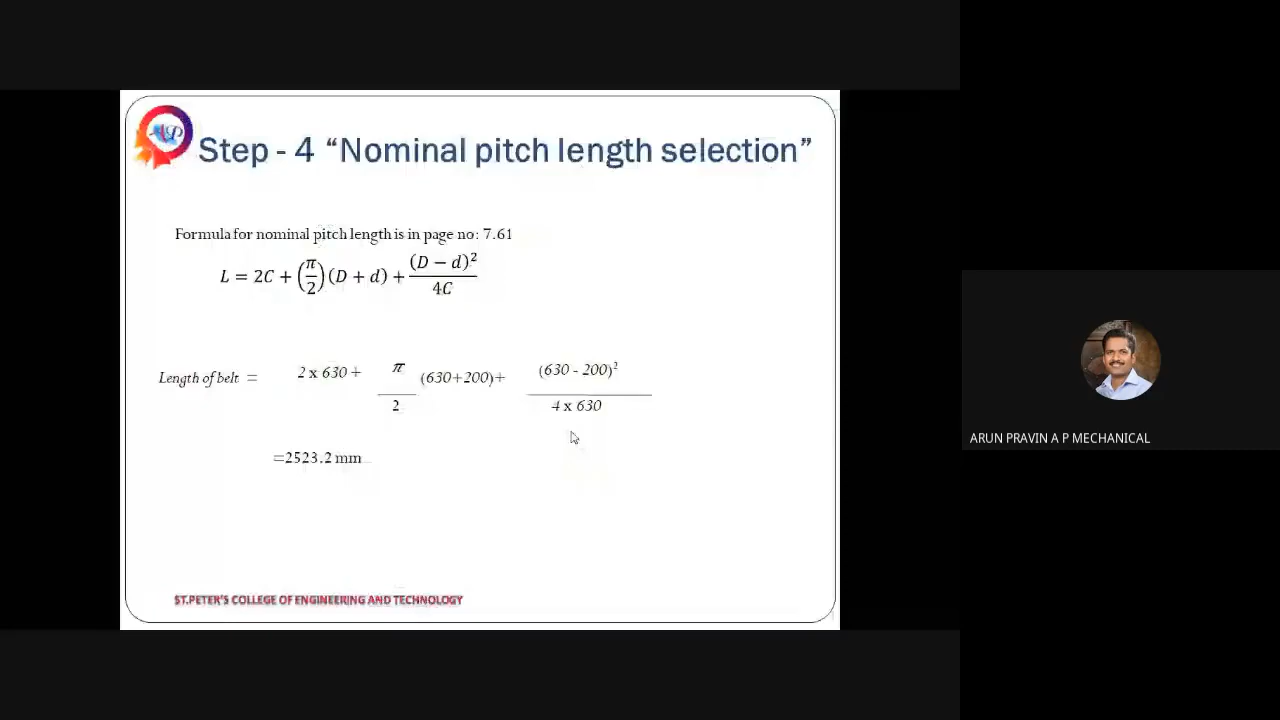 Step - 4 “Nominal pitch length selection”
Formula for nominal pitch length is in page no: 7.61
L = 2C + (π/2)(D + d) + (D − d)²/4C
Length of belt = 2 x 630 + π/2 (630+200)+ (630 - 200)²/4 x 630
=2523.2 mm
ST.PETER'S COLLEGE OF ENGINEERING AND TECHNOLOGY
ARUN PRAVIN A P MECHANICAL